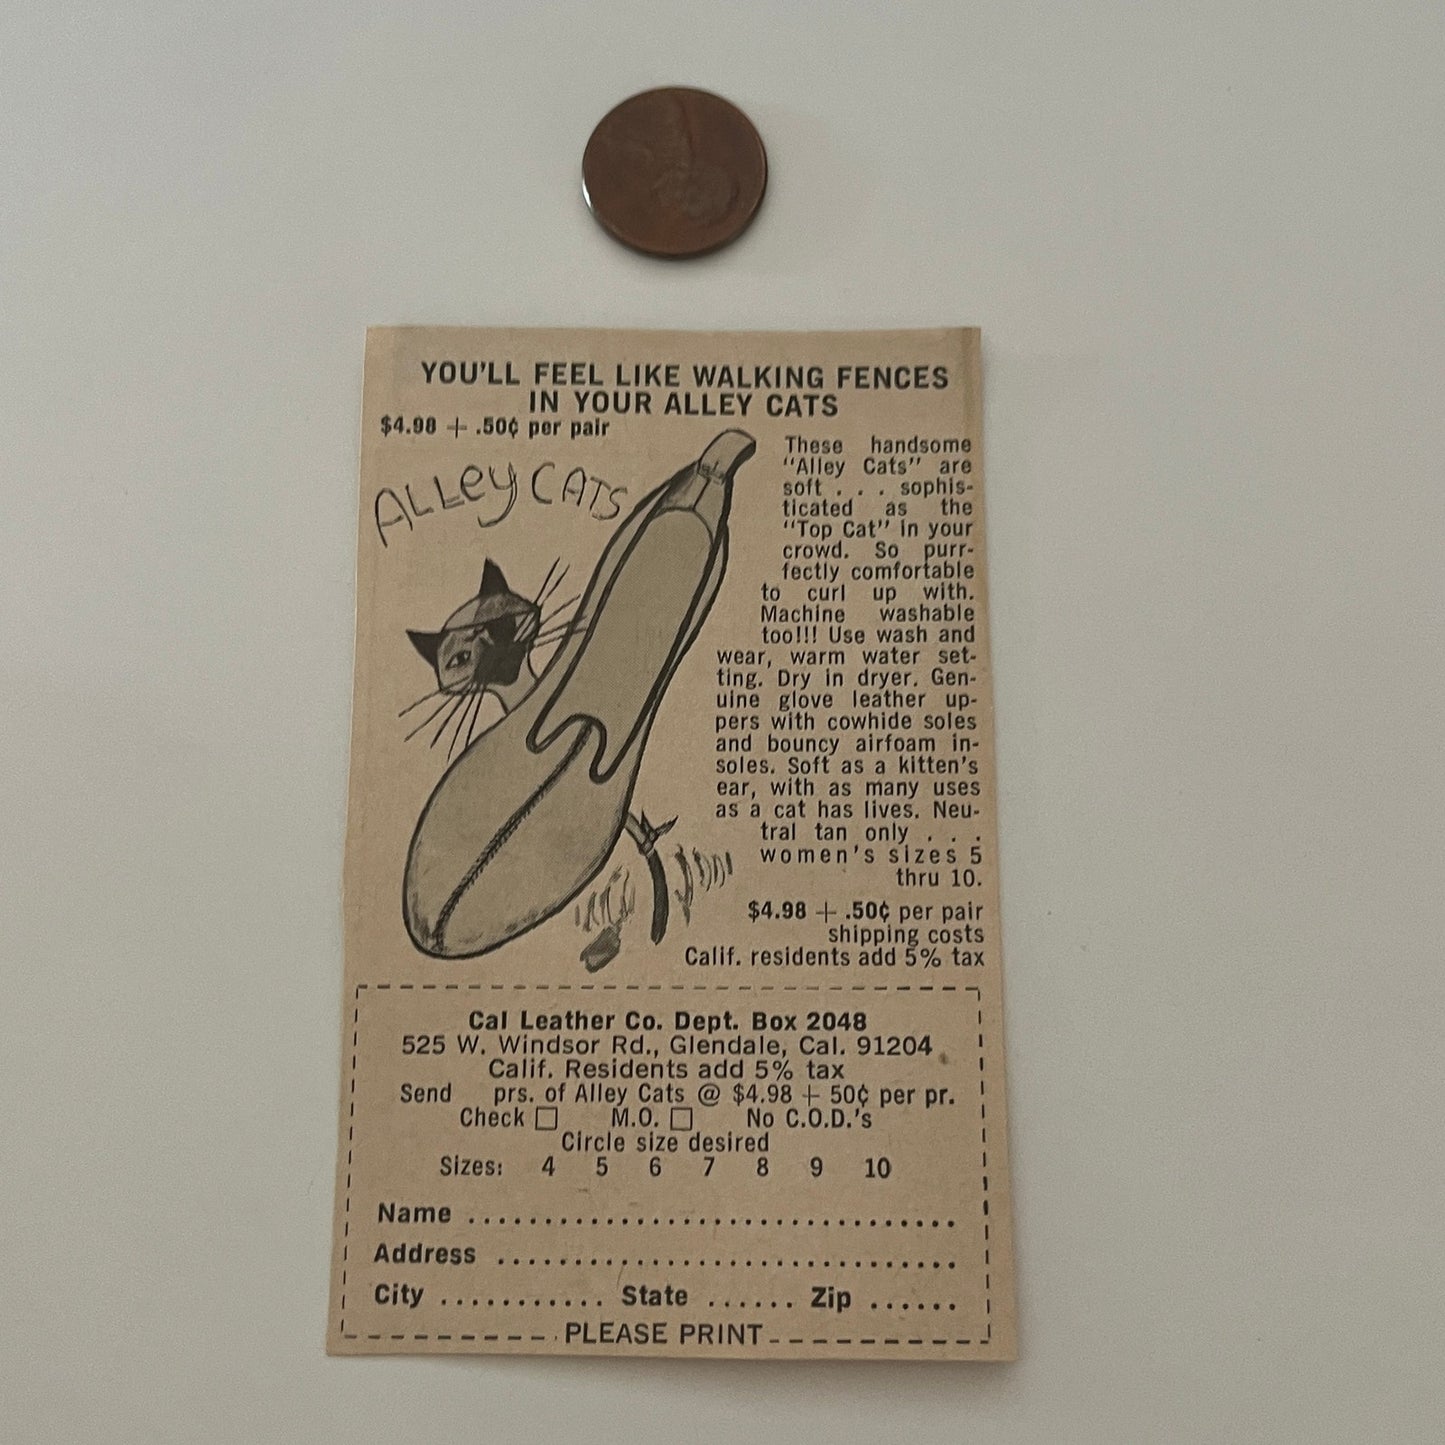 YOU'LL FEEL LIKE WALKING FENCES
IN YOUR ALLEY CATS
$4.98 + .50¢ per pair
ALLEY CATS
These handsome
"Alley Cats" are
soft . . . sophis-
ticated as the
"Top Cat" in your
crowd. So purr-
fectly comfortable
to curl up with.
Machine washable
too!!! Use wash and
wear, warm water set-
ting. Dry in dryer. Gen-
uine glove leather up-
pers with cowhide soles
and bouncy airfoam in-
soles. Soft as a kitten's
ear, with as many uses
as a cat has lives. Neu-
tral tan only . . .
women's sizes 5
thru 10.
$4.98 + .50¢ per pair
shipping costs
Calif. residents add 5% tax
Cal Leather Co. Dept. Box 2048
525 W. Windsor Rd., Glendale, Cal. 91204
Calif. Residents add 5% tax
Send prs. of Alley Cats @ $4.98 + 50¢ per pr.
Check □ M.O. □ No C.O.D.'s
Circle size desired
Sizes: 4 5 6 7 8 9 10
Name ................................
Address ..............................
City ........... State ...... Zip ......
PLEASE PRINT